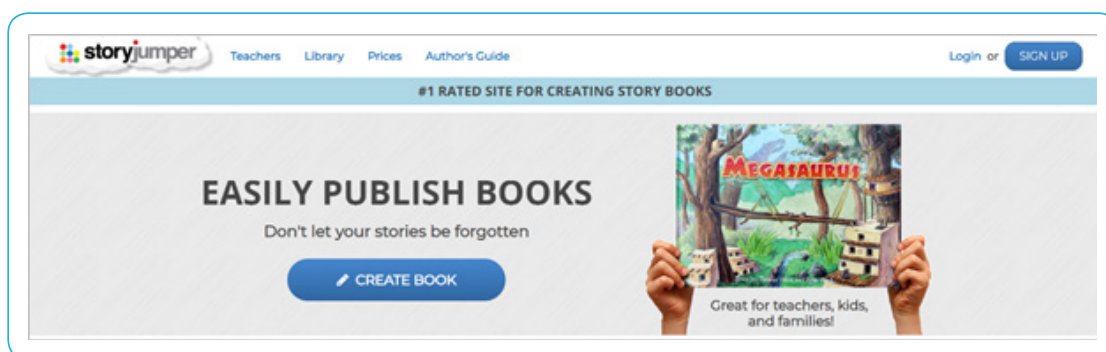 storyjumper
Teachers Library Prices Author's Guide
Login or SIGN UP
#1 RATED SITE FOR CREATING STORY BOOKS
EASILY PUBLISH BOOKS
Don't let your stories be forgotten
CREATE BOOK
MEGASAURUS
Great for teachers, kids,
and families!